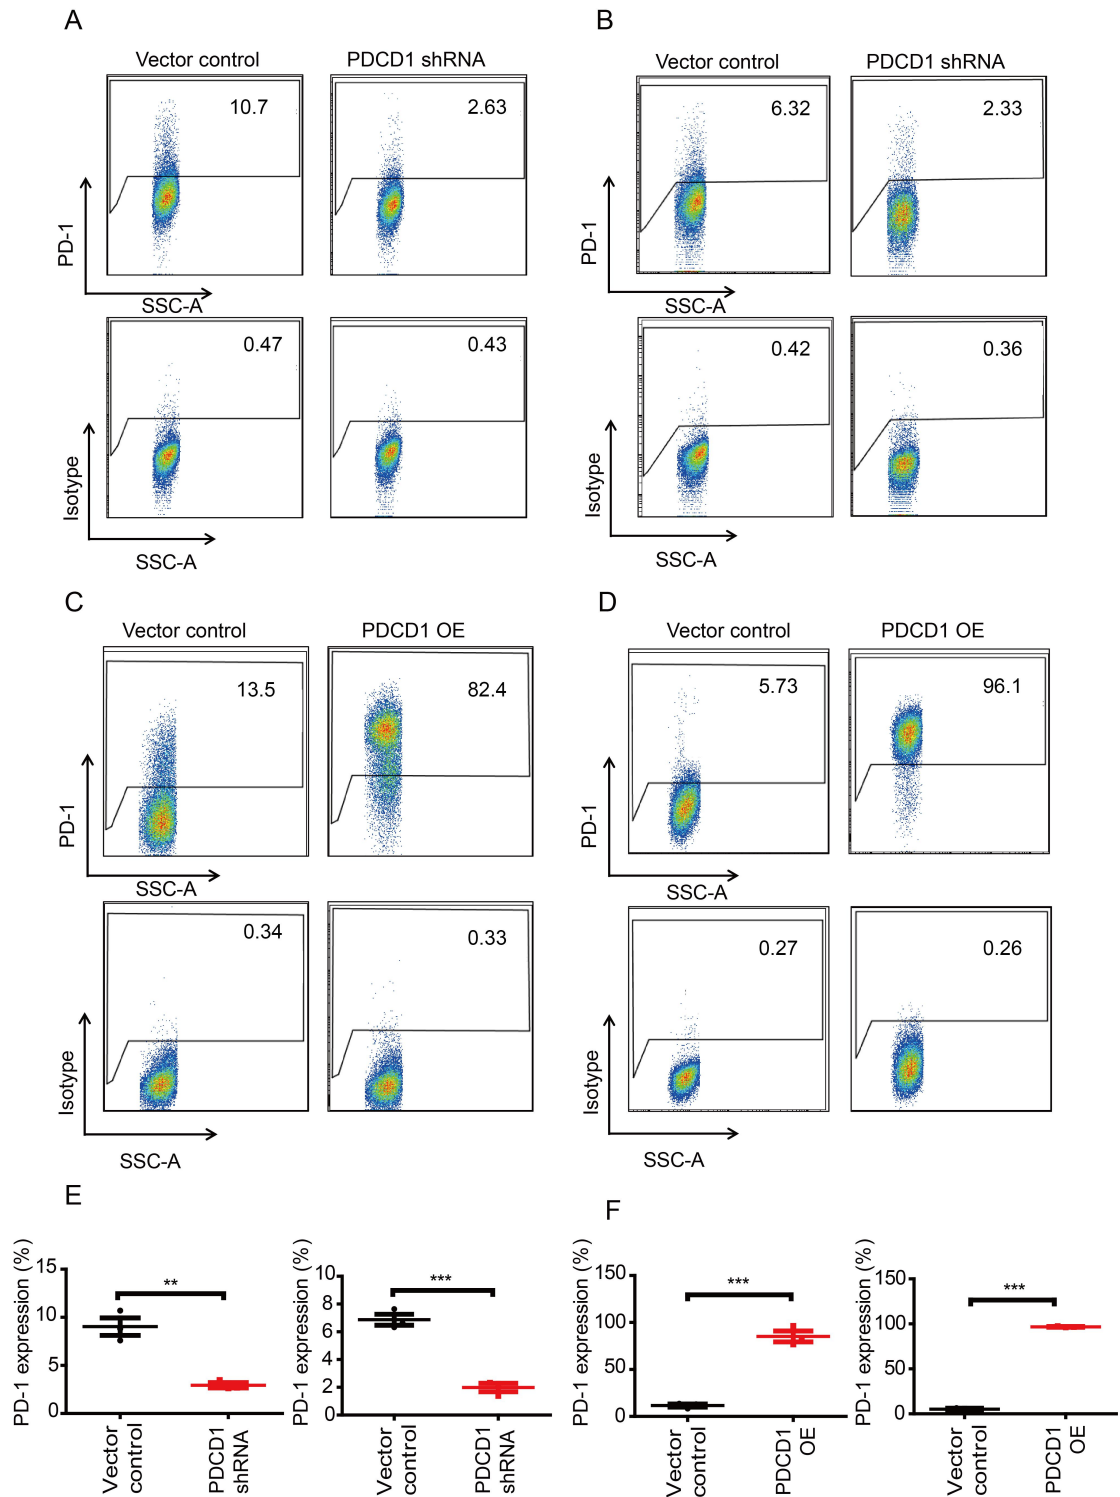 A
B
Vector control
PDCD1 shRNA
Vector control
PDCD1 shRNA
10.7
2.63
6.32
2.33
PD-1
PD-1
SSC-A
SSC-A
0.47
0.43
0.42
0.36
Isotype
Isotype
SSC-A
SSC-A
C
D
Vector control
PDCD1 OE
Vector control
PDCD1 OE
13.5
82.4
5.73
96.1
PD-1
PD-1
SSC-A
SSC-A
0.34
0.33
0.27
0.26
Isotype
Isotype
SSC-A
SSC-A
E
F
PD-1 expression (%)
15
10
5
0
**
Vector
control
PDCD1
shRNA
PD-1 expression (%)
10
8
6
4
2
0
***
Vector
control
PDCD1
shRNA
PD-1 expression (%)
150
100
50
0
***
Vector
control
PDCD1
OE
PD-1 expression (%)
150
100
50
0
***
Vector
control
PDCD1
OE